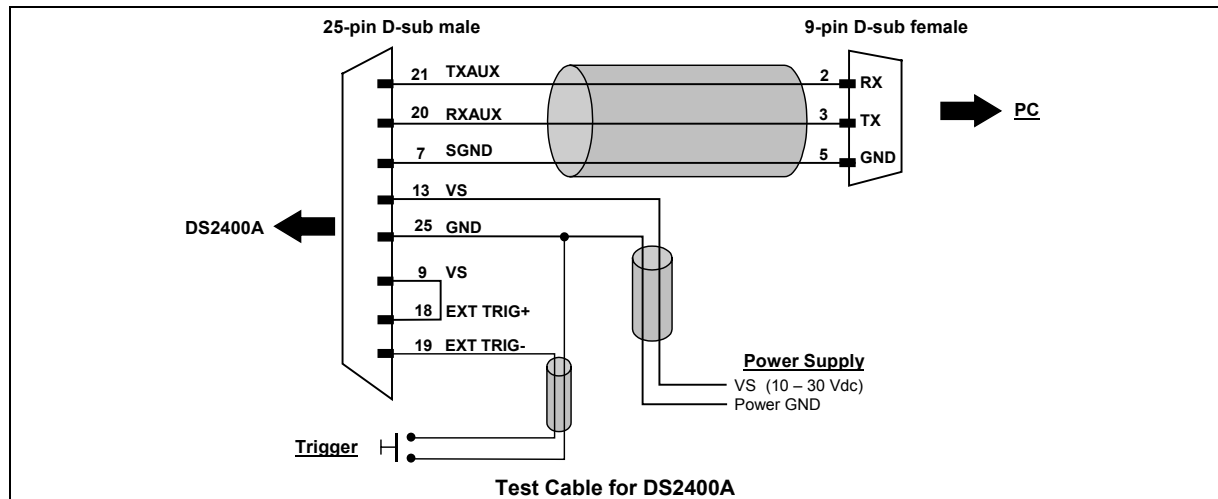 25-pin D-sub male
9-pin D-sub female
21 TXAUX
2 RX
20 RXAUX
3 TX
PC
7 SGND
5 GND
13 VS
DS2400A
25 GND
9 VS
18 EXT TRIG+
19 EXT TRIG-
Power Supply
VS (10 – 30 Vdc)
Power GND
Trigger
Test Cable for DS2400A